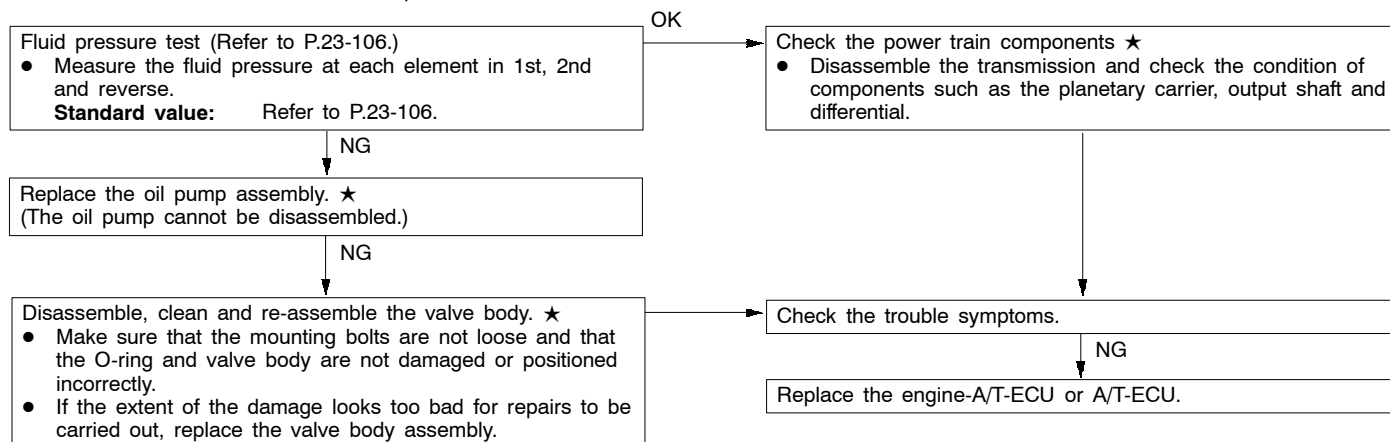 OK
Fluid pressure test (Refer to P.23-106.)
● Measure the fluid pressure at each element in 1st, 2nd
and reverse.
Standard value: Refer to P.23-106.
Check the power train components ★
● Disassemble the transmission and check the condition of
components such as the planetary carrier, output shaft and
differential.
NG
Replace the oil pump assembly. ★
(The oil pump cannot be disassembled.)
NG
Disassemble, clean and re-assemble the valve body. ★
● Make sure that the mounting bolts are not loose and that
the O-ring and valve body are not damaged or positioned
incorrectly.
● If the extent of the damage looks too bad for repairs to be
carried out, replace the valve body assembly.
Check the trouble symptoms.
NG
Replace the engine-A/T-ECU or A/T-ECU.